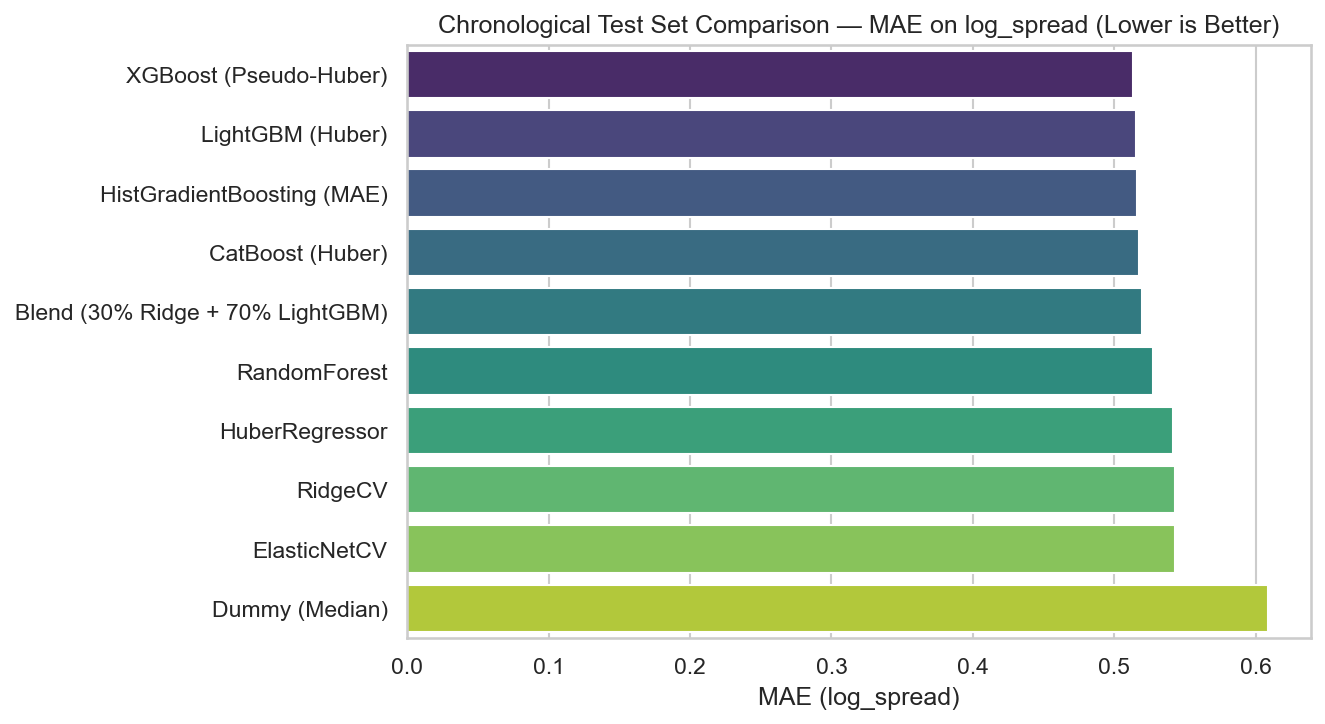 Chronological Test Set Comparison — MAE on log_spread (Lower is Better)
XGBoost (Pseudo-Huber)
LightGBM (Huber)
HistGradientBoosting (MAE)
CatBoost (Huber)
Blend (30% Ridge + 70% LightGBM)
RandomForest
HuberRegressor
RidgeCV
ElasticNetCV
Dummy (Median)
0.0 0.1 0.2 0.3 0.4 0.5 0.6
MAE (log_spread)